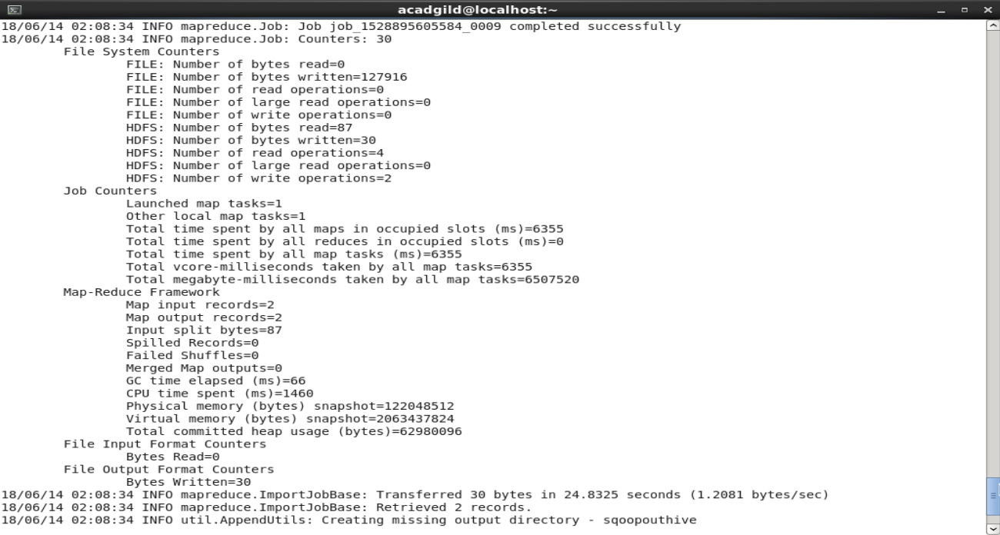 acadgild@localhost:~
18/06/14 02:08:34 INFO mapreduce.Job: Job job_1528895605584_0009 completed successfully
18/06/14 02:08:34 INFO mapreduce.Job: Counters: 30
File System Counters
FILE: Number of bytes read=0
FILE: Number of bytes written=127916
FILE: Number of read operations=0
FILE: Number of large read operations=0
FILE: Number of write operations=0
HDFS: Number of bytes read=87
HDFS: Number of bytes written=30
HDFS: Number of read operations=4
HDFS: Number of large read operations=0
HDFS: Number of write operations=2
Job Counters
Launched map tasks=1
Other local map tasks=1
Total time spent by all maps in occupied slots (ms)=6355
Total time spent by all reduces in occupied slots (ms)=0
Total time spent by all map tasks (ms)=6355
Total vcore-milliseconds taken by all map tasks=6355
Total megabyte-milliseconds taken by all map tasks=6507520
Map-Reduce Framework
Map input records=2
Map output records=2
Input split bytes=87
Spilled Records=0
Failed Shuffles=0
Merged Map outputs=0
GC time elapsed (ms)=66
CPU time spent (ms)=1460
Physical memory (bytes) snapshot=122048512
Virtual memory (bytes) snapshot=2063437824
Total committed heap usage (bytes)=62980096
File Input Format Counters
Bytes Read=0
File Output Format Counters
Bytes Written=30
18/06/14 02:08:34 INFO mapreduce.ImportJobBase: Transferred 30 bytes in 24.8325 seconds (1.2081 bytes/sec)
18/06/14 02:08:34 INFO mapreduce.ImportJobBase: Retrieved 2 records.
18/06/14 02:08:34 INFO util.AppendUtils: Creating missing output directory - sqoopouthive